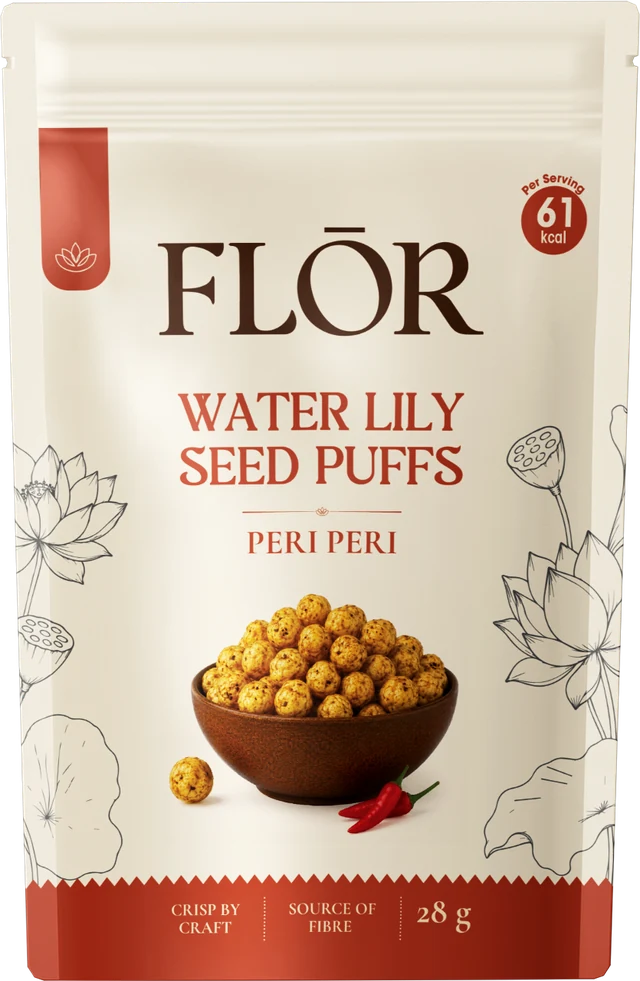 Per Serving
61
kcal
FLŌR
WATER LILY
SEED PUFFS
PERI PERI
CRISP BY
CRAFT
SOURCE OF
FIBRE
28 g